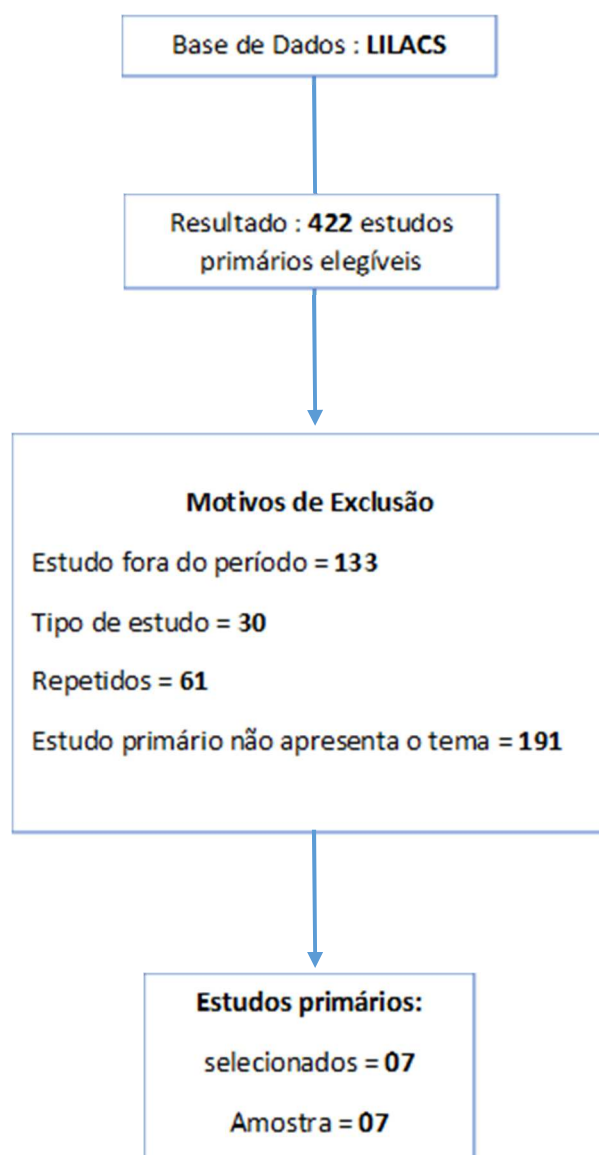 Base de Dados : LILACS
Resultado : 422 estudos
primários elegíveis
Motivos de Exclusão
Estudo fora do período = 133
Tipo de estudo = 30
Repetidos = 61
Estudo primário não apresenta o tema = 191
Estudos primários:
selecionados = 07
Amostra = 07